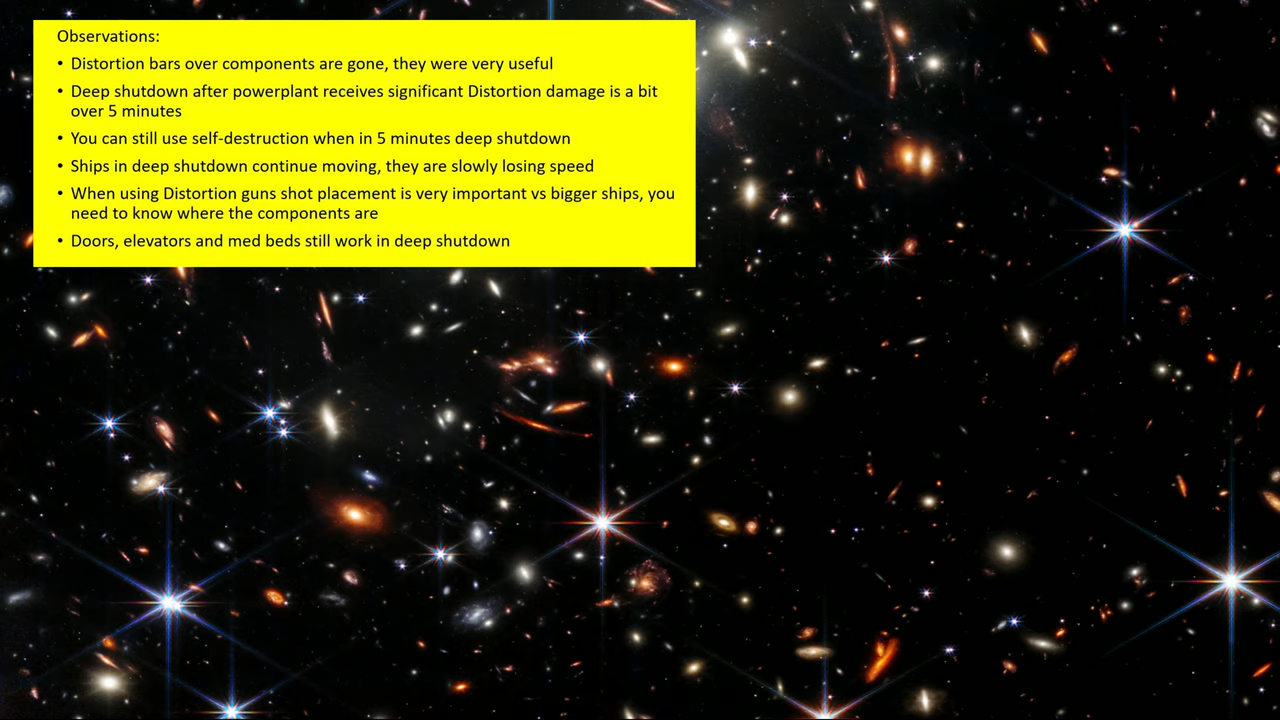 Observations:
• Distortion bars over components are gone, they were very useful
• Deep shutdown after powerplant receives significant Distortion damage is a bit
over 5 minutes
• You can still use self-destruction when in 5 minutes deep shutdown
• Ships in deep shutdown continue moving, they are slowly losing speed
• When using Distortion guns shot placement is very important vs bigger ships, you
need to know where the components are
• Doors, elevators and med beds still work in deep shutdown